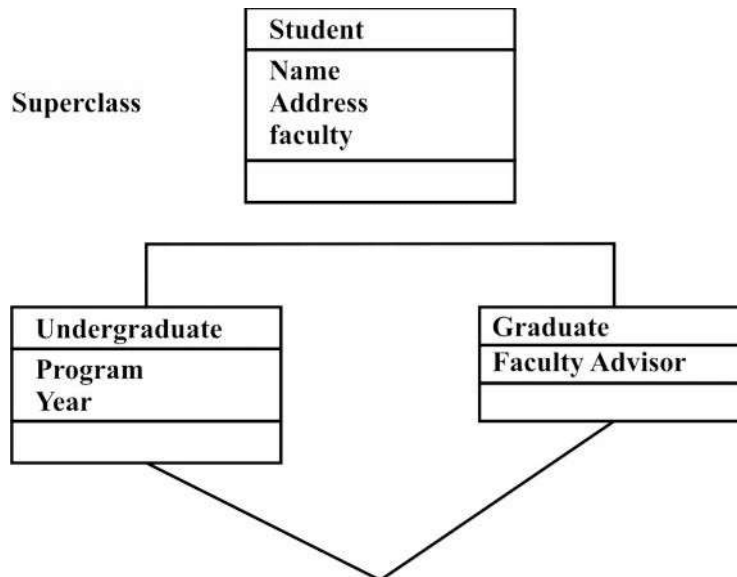 Student
Superclass
Name
Address
faculty
Undergraduate
Program
Year
Graduate
Faculty Advisor